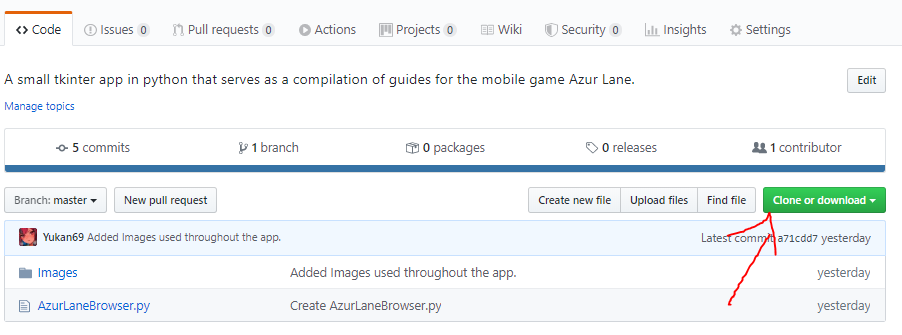 Code Issues 0 Pull requests 0 Actions Projects 0 Wiki Security 0 Insights Settings
A small tkinter app in python that serves as a compilation of guides for the mobile game Azur Lane. Edit
Manage topics
5 commits 1 branch 0 packages 0 releases 1 contributor
Branch: master New pull request Create new file Upload files Find file Clone or download
Yukan69 Added Images used throughout the app. Latest commit a71cdd7 yesterday
Images Added Images used throughout the app. yesterday
AzurLaneBrowser.py Create AzurLaneBrowser.py yesterday